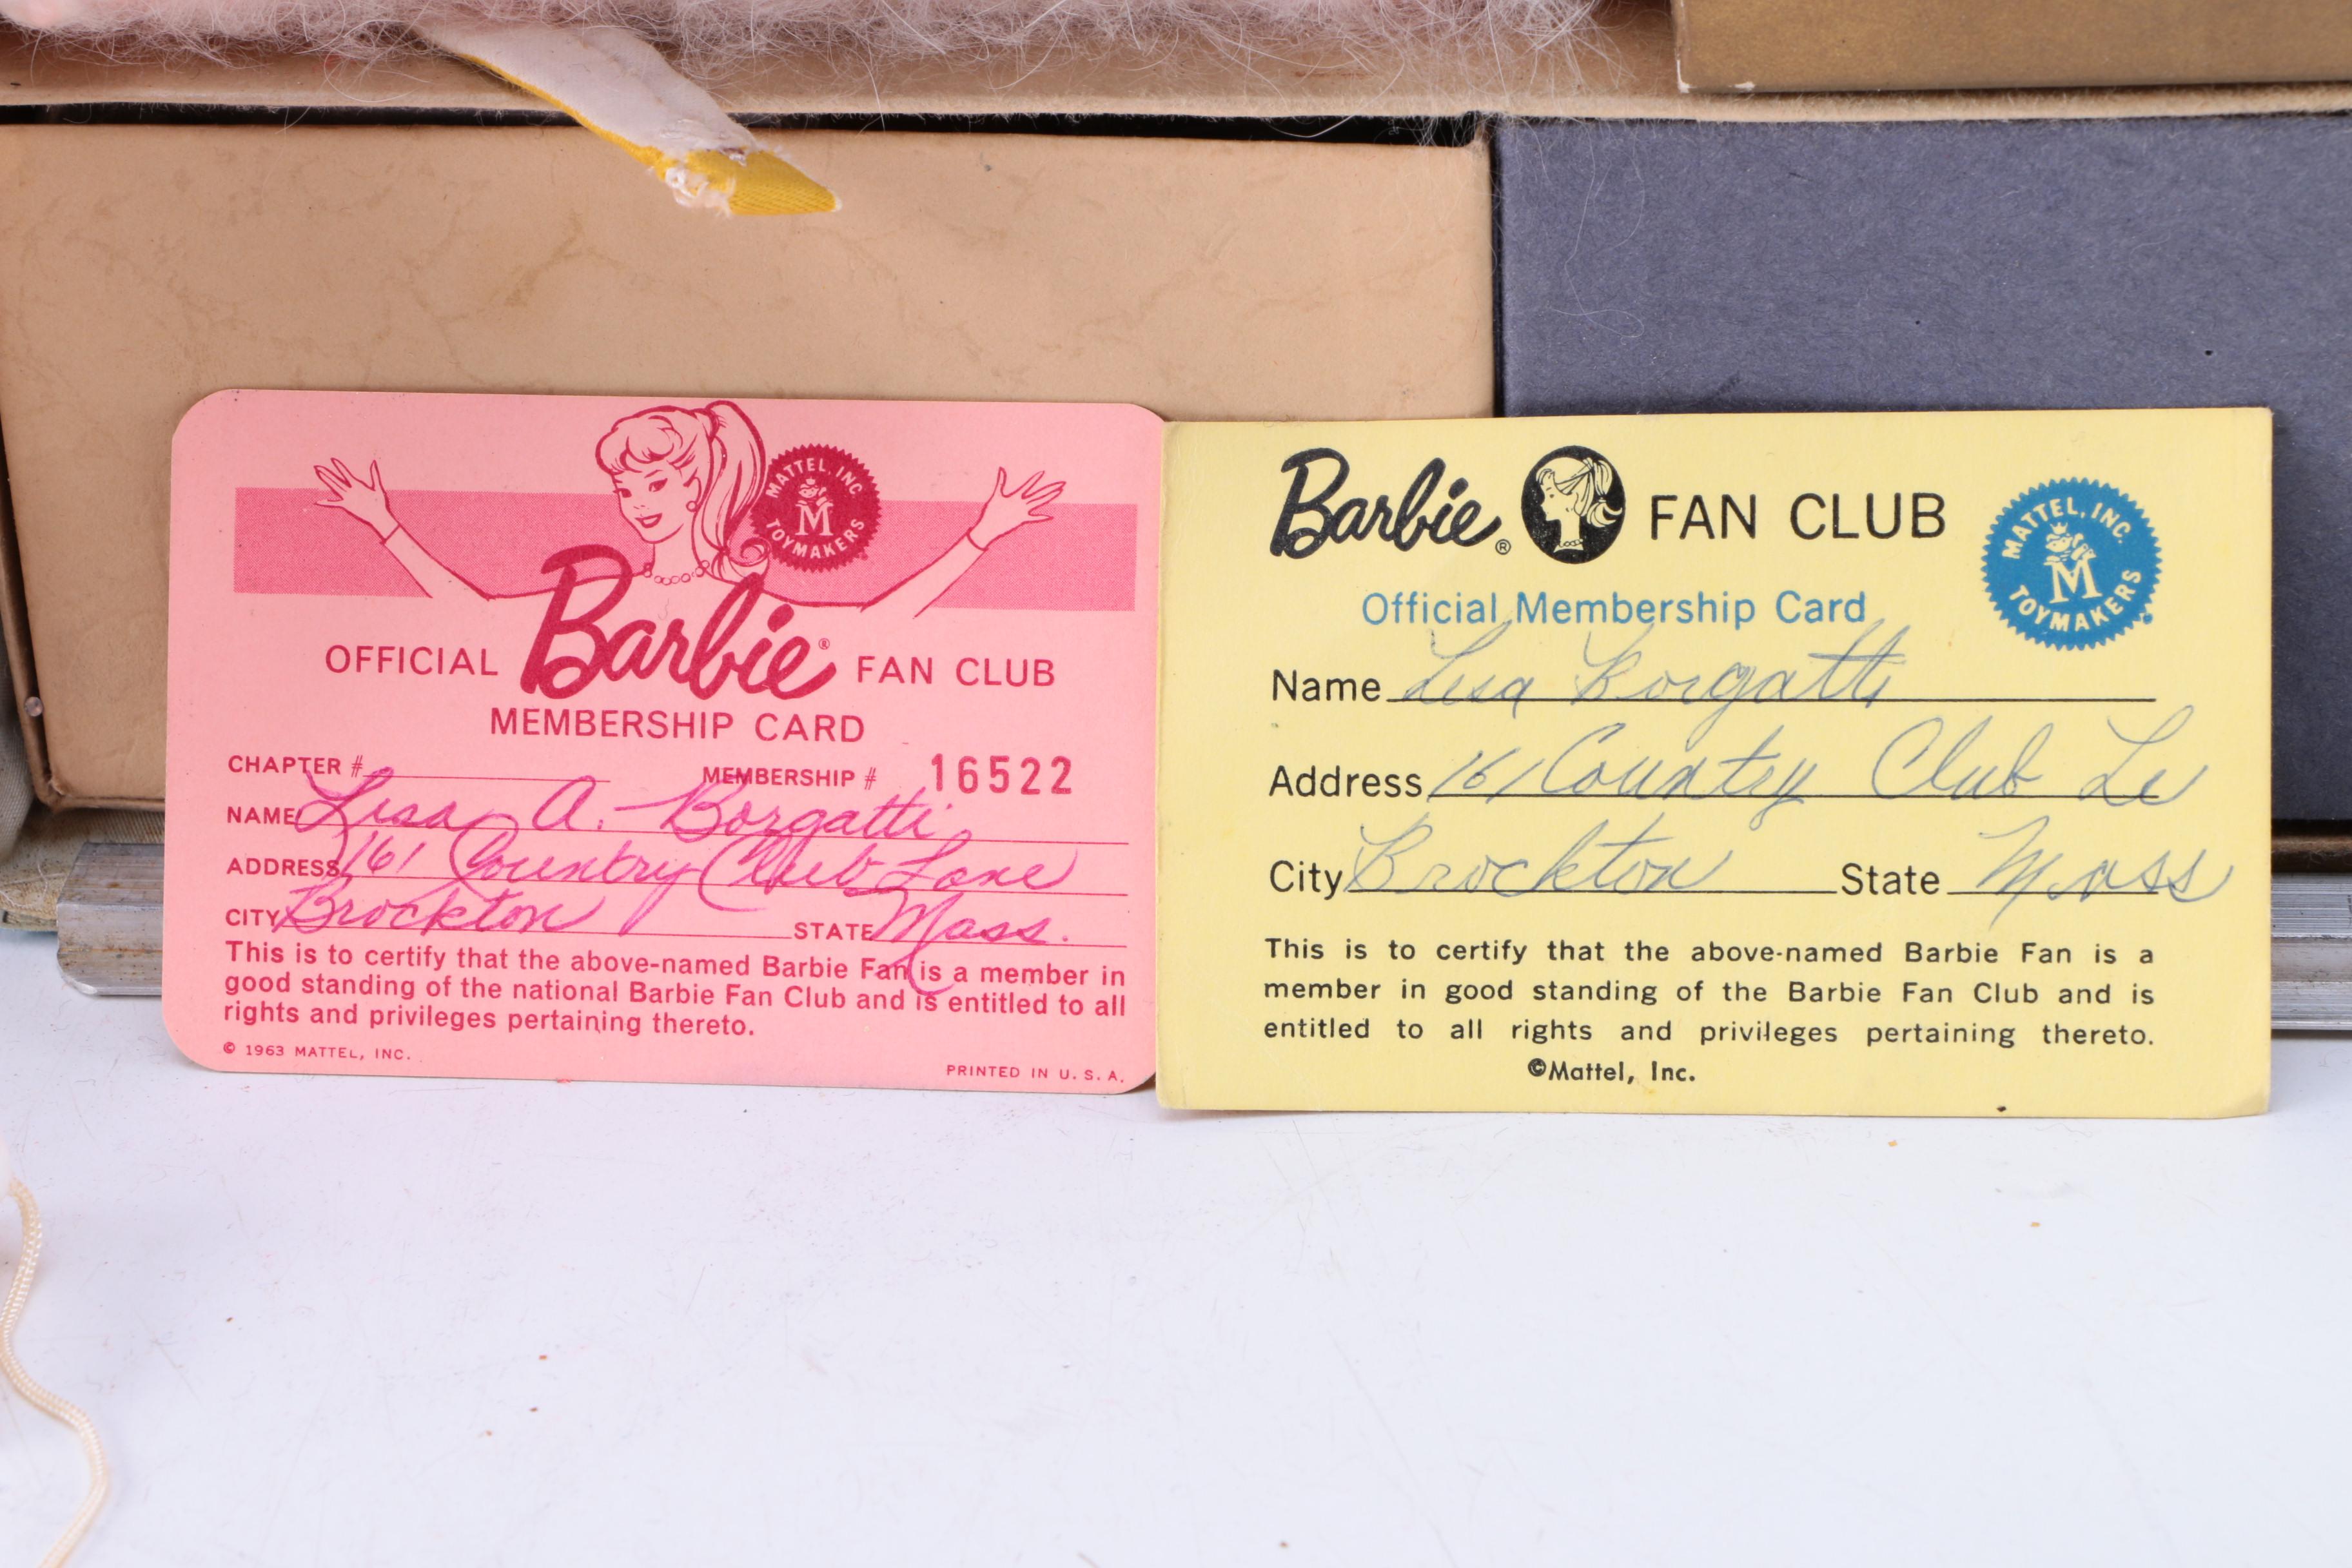 MATTEL, INC.
M
TOYMAKERS
OFFICIAL Barbie® FAN CLUB
MEMBERSHIP CARD
CHAPTER # MEMBERSHIP # 16522
NAME Lisa A. Borgatti
ADDRESS 161 Country Club Lane
CITY Brockton STATE Mass.
This is to certify that the above-named Barbie Fan is a member in
good standing of the national Barbie Fan Club and is entitled to all
rights and privileges pertaining thereto.
© 1963 MATTEL, INC.
PRINTED IN U. S. A.
Barbie® FAN CLUB
MATTEL, INC.
M
TOYMAKERS
Official Membership Card
Name Lisa Borgatti
Address 161 Country Club Ln
City Brockton State Mass
This is to certify that the above-named Barbie Fan is a
member in good standing of the Barbie Fan Club and is
entitled to all rights and privileges pertaining thereto.
©Mattel, Inc.